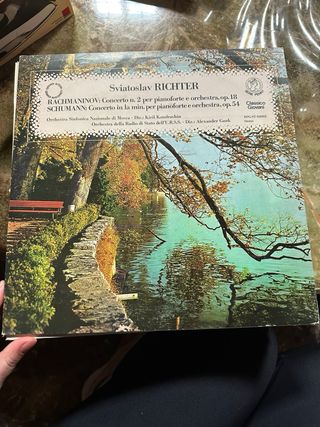 Sviatoslav RICHTER
RACHMANINOV: Concerto n. 2 per pianoforte e orchestra, op. 18
SCHUMANN: Concerto in la min. per pianoforte e orchestra, op. 54
Orchestra Sinfonica Nazionale di Mosca - Dir.: Kiril Kondrashin
Orchestra della Radio di Stato dell'U.R.S.S. - Dir.: Alexander Gauk
Classica